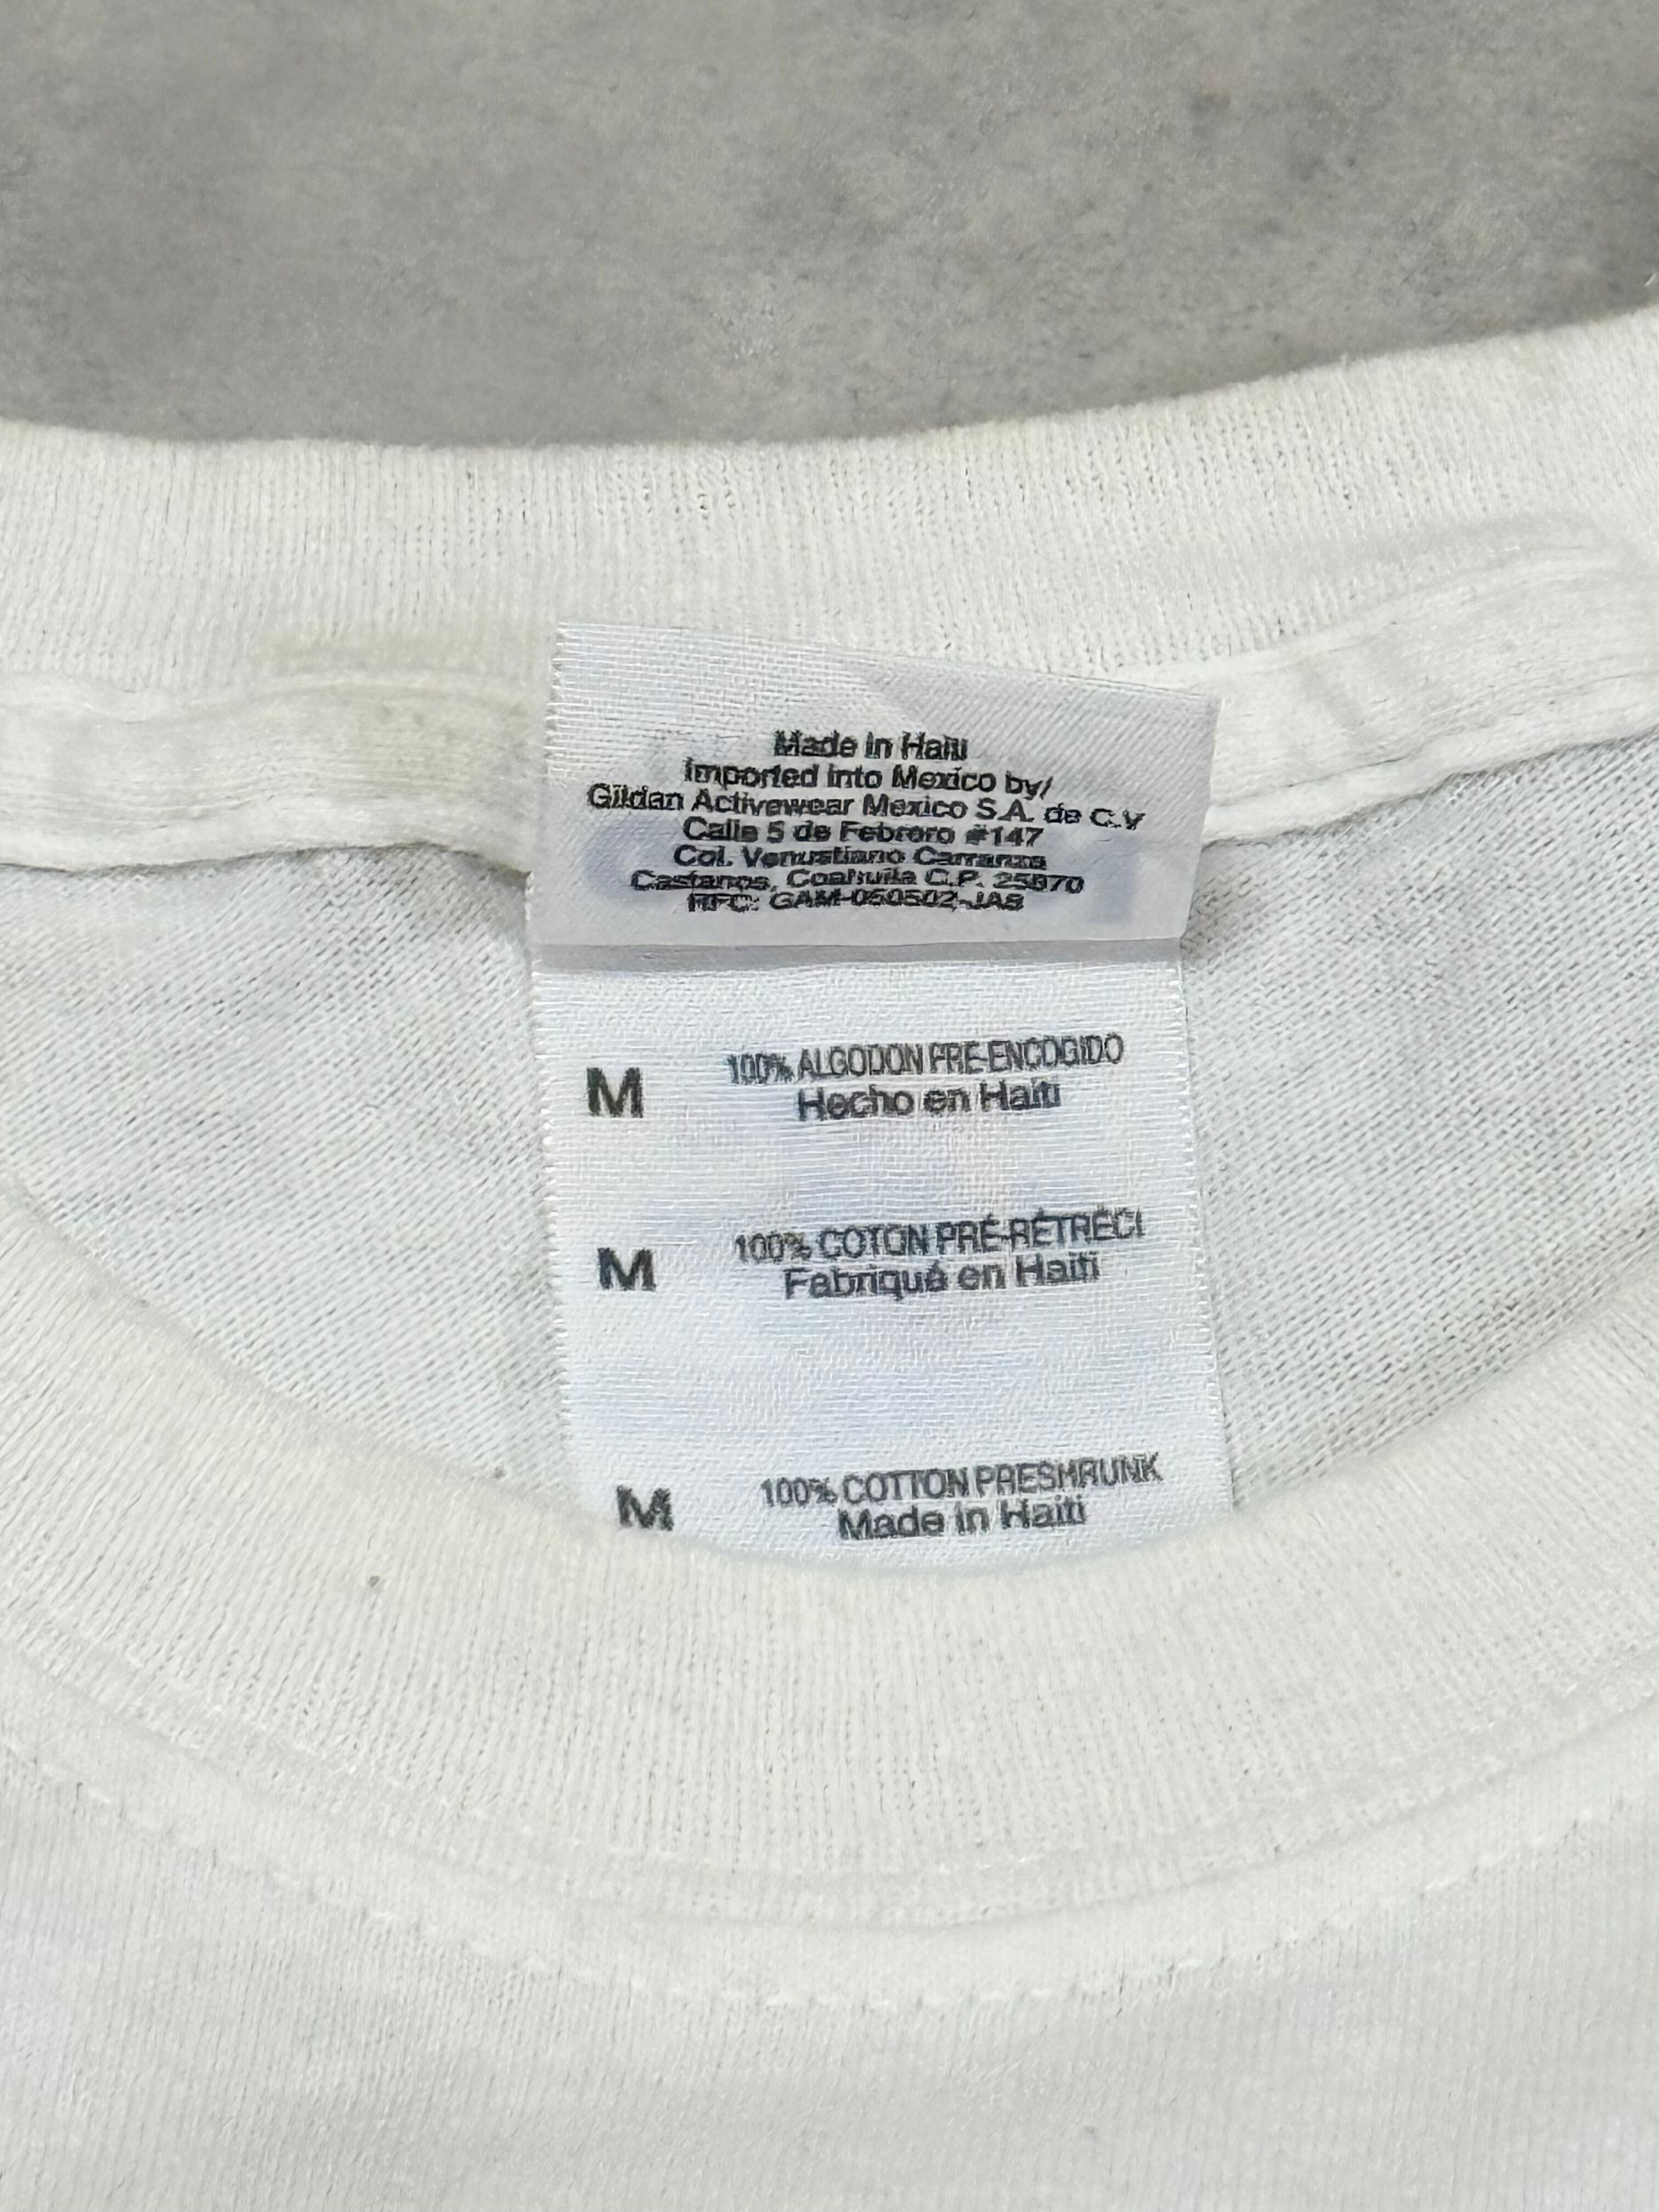 Made in Haiti
Imported into Mexico by/
Gildan Activewear Mexico S.A. de C.V
Calle 5 de Febrero #147
Col. Venustiano Carranza
Castanos, Coahuila C.P. 25870
RFC: GAM-050502-JA8
M 100% ALGODON PRE-ENCOGIDO
Hecho en Haiti
M 100% COTON PRÉ-RÉTRÉCI
Fabriqué en Haiti
M 100% COTTON PRESHRUNK
Made in Haiti